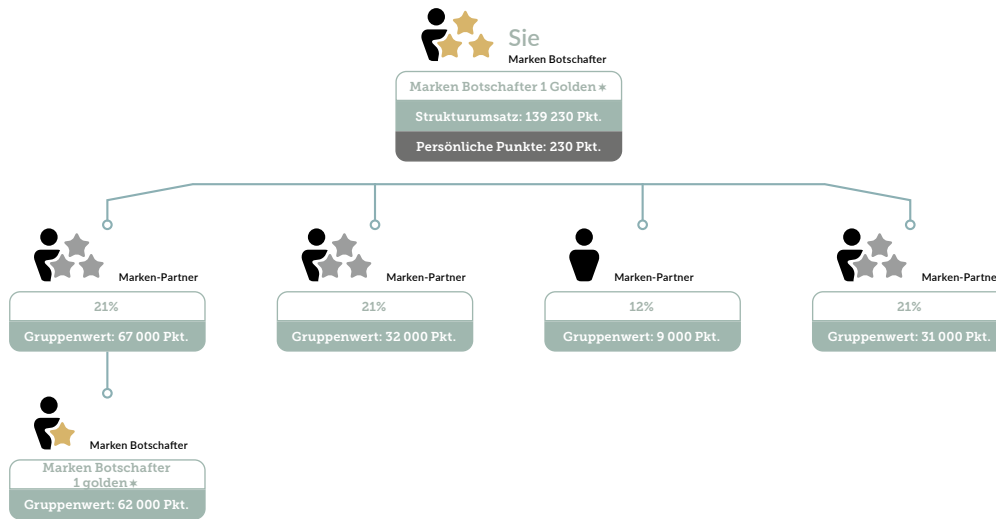 Sie
Marken Botschafter
Marken Botschafter 1 Golden ✶
Strukturumsatz: 139 230 Pkt.
Persönliche Punkte: 230 Pkt.
Marken-Partner
21%
Gruppenwert: 67 000 Pkt.
Marken-Partner
21%
Gruppenwert: 32 000 Pkt.
Marken-Partner
12%
Gruppenwert: 9 000 Pkt.
Marken-Partne
21%
Gruppenwert: 31 000 Pkt.
Marken Botschafter
Marken Botschafter
1 golden ✶
Gruppenwert: 62 000 Pkt.